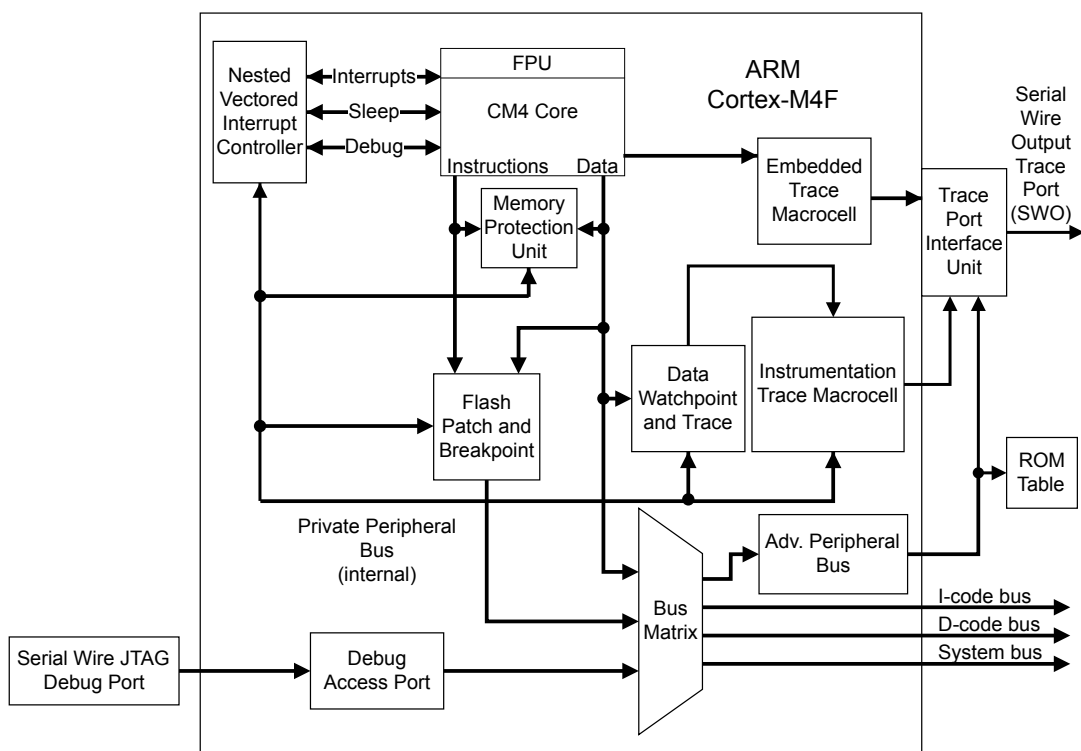 Nested
Vectored
Interrupt
Controller
Interrupts
Sleep
Debug
FPU
CM4 Core
Instructions
Data
ARM
Cortex-M4F
Serial
Wire
Output
Trace
Port
(SWO)
Embedded
Trace
Macrocell
Trace
Port
Interface
Unit
Memory
Protection
Unit
Flash
Patch and
Breakpoint
Data
Watchpoint
and Trace
Instrumentation
Trace Macrocell
ROM
Table
Private Peripheral
Bus
(internal)
Adv. Peripheral
Bus
Bus
Matrix
I-code bus
D-code bus
System bus
Serial Wire JTAG
Debug Port
Debug
Access Port